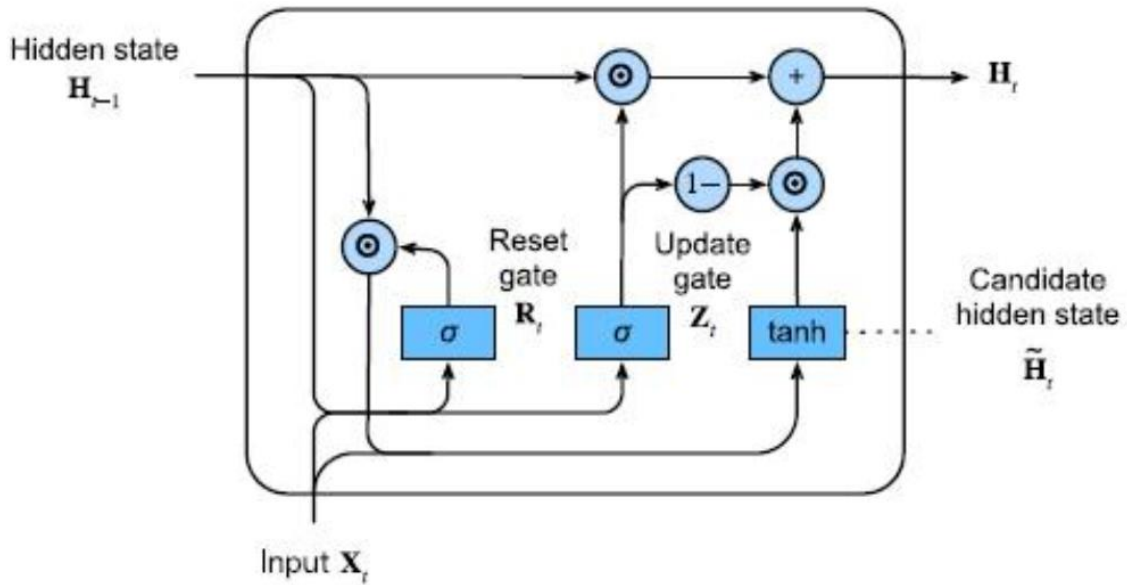 Hidden state
H_{t-1}
⊙
+
H_t
1−
⊙
⊙
Reset
gate
R_t
Update
gate
Z_t
Candidate
hidden state
H̃_t
σ
σ
tanh
Input X_t